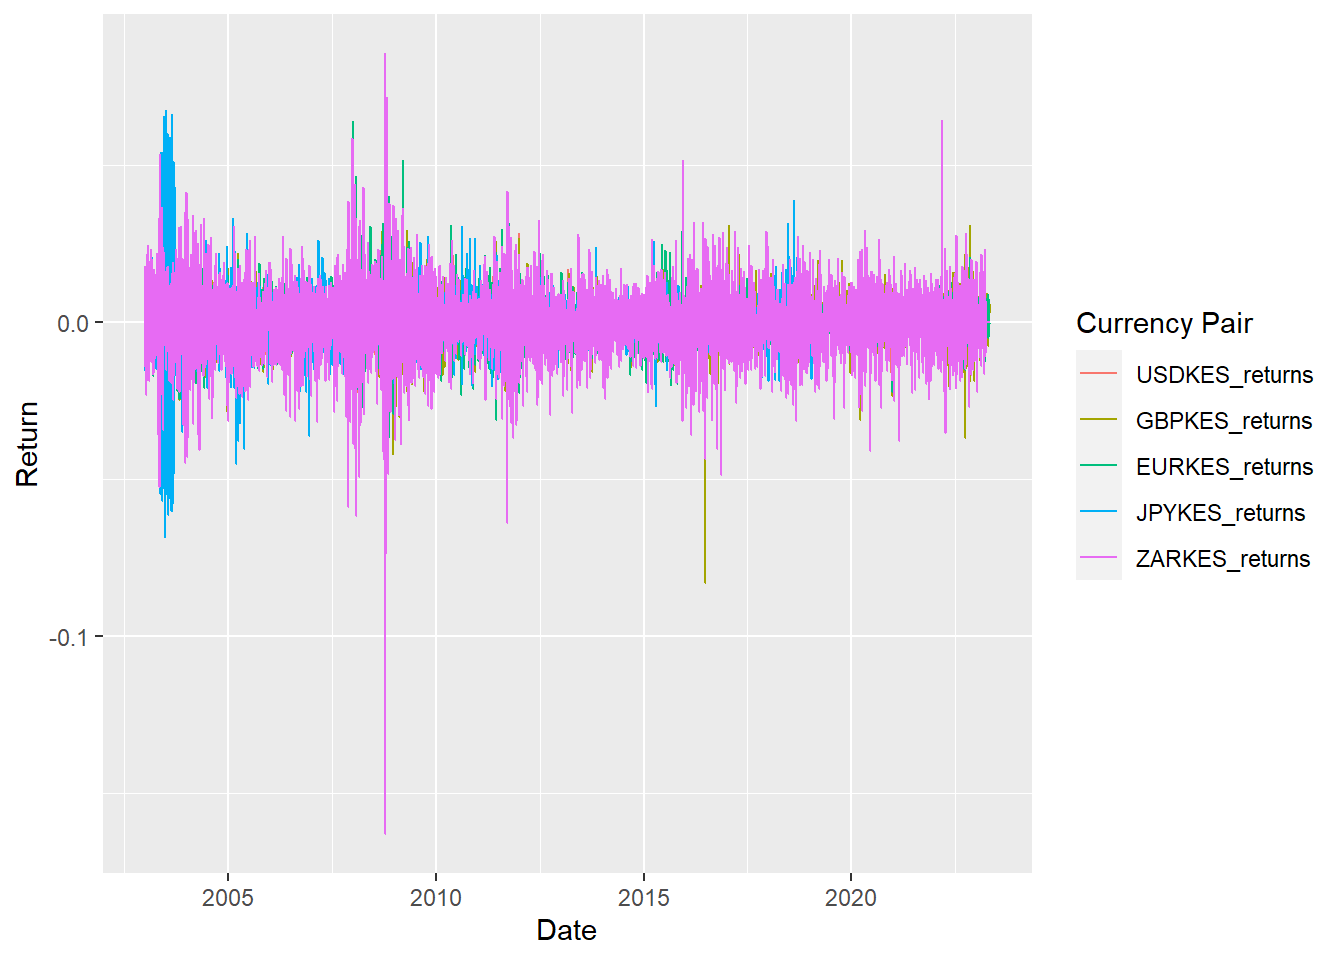 0.0
-0.1
Return
2005
2010
2015
2020
Date
Currency Pair
USDKES_returns
GBPKES_returns
EURKES_returns
JPYKES_returns
ZARKES_returns